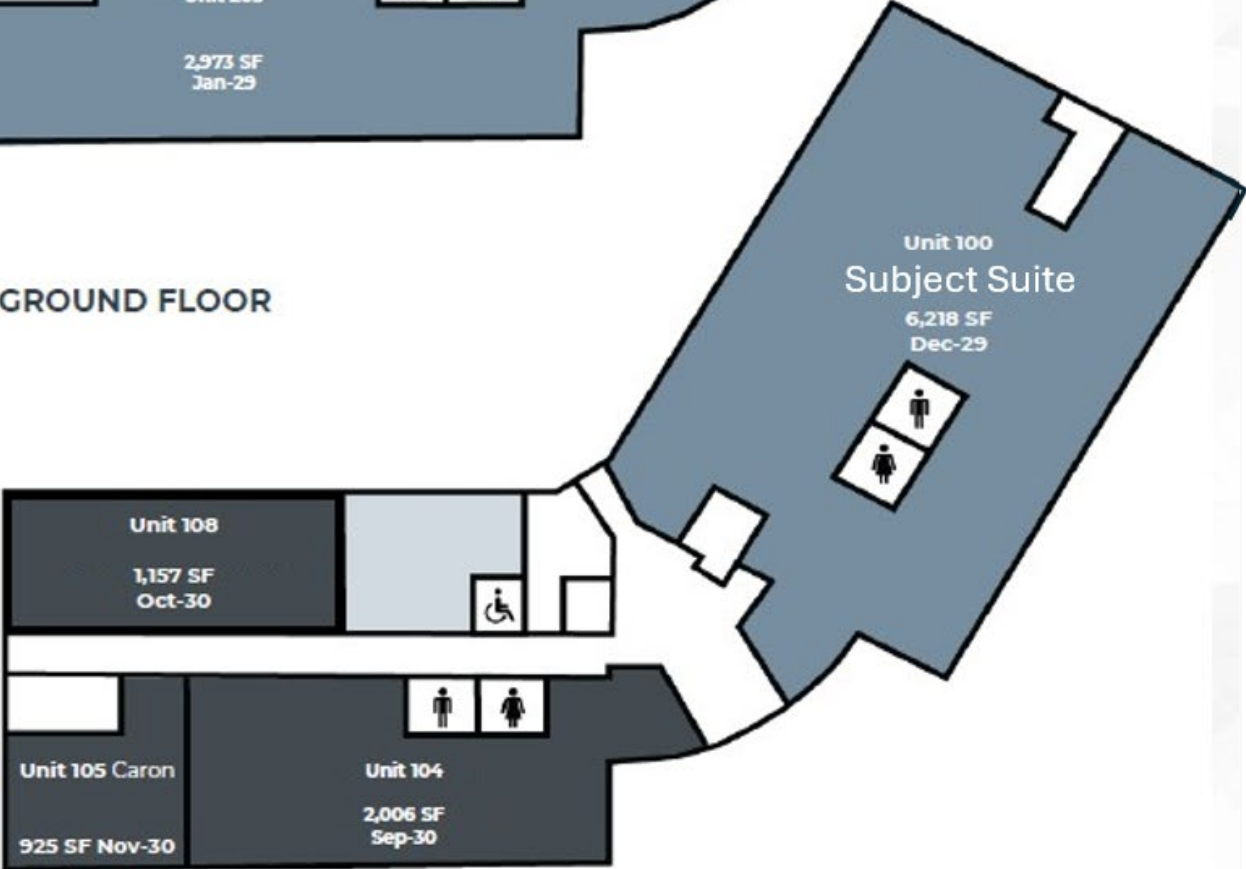 2,973 SF
Jan-29
Unit 100
Subject Suite
6,218 SF
Dec-29
GROUND FLOOR
Unit 108
1,157 SF
Oct-30
Unit 105 Caron
925 SF Nov-30
Unit 104
2,006 SF
Sep-30